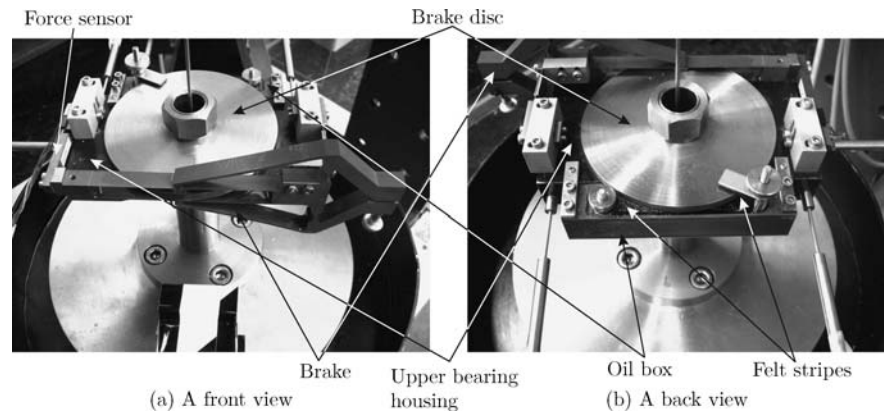 Force sensor
Brake disc
Brake
Upper bearing
housing
Oil box
Felt stripes
(a) A front view
(b) A back view